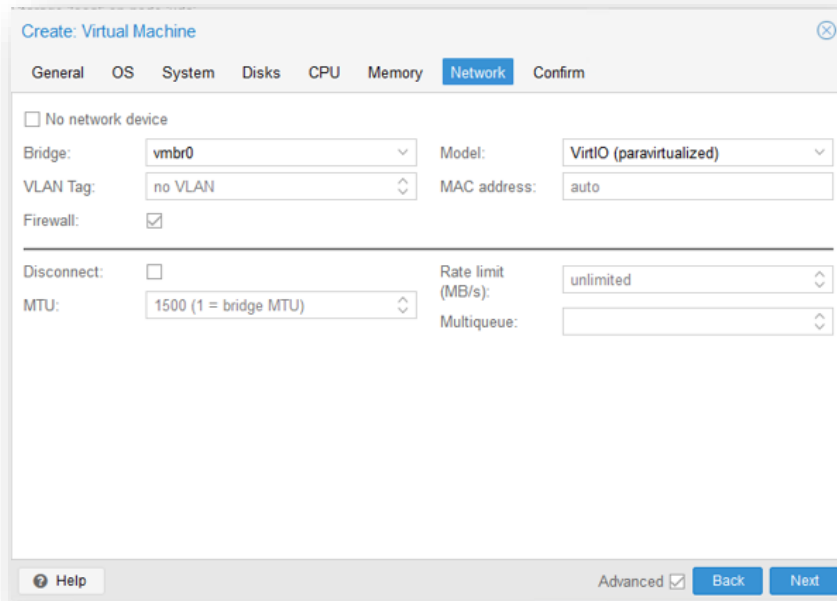 Create: Virtual Machine
General OS System Disks CPU Memory Network Confirm
No network device
Bridge: vmbr0 Model: VirtIO (paravirtualized)
VLAN Tag: no VLAN MAC address: auto
Firewall:
Disconnect: Rate limit (MB/s): unlimited
MTU: 1500 (1 = bridge MTU) Multiqueue:
Help Advanced Back Next